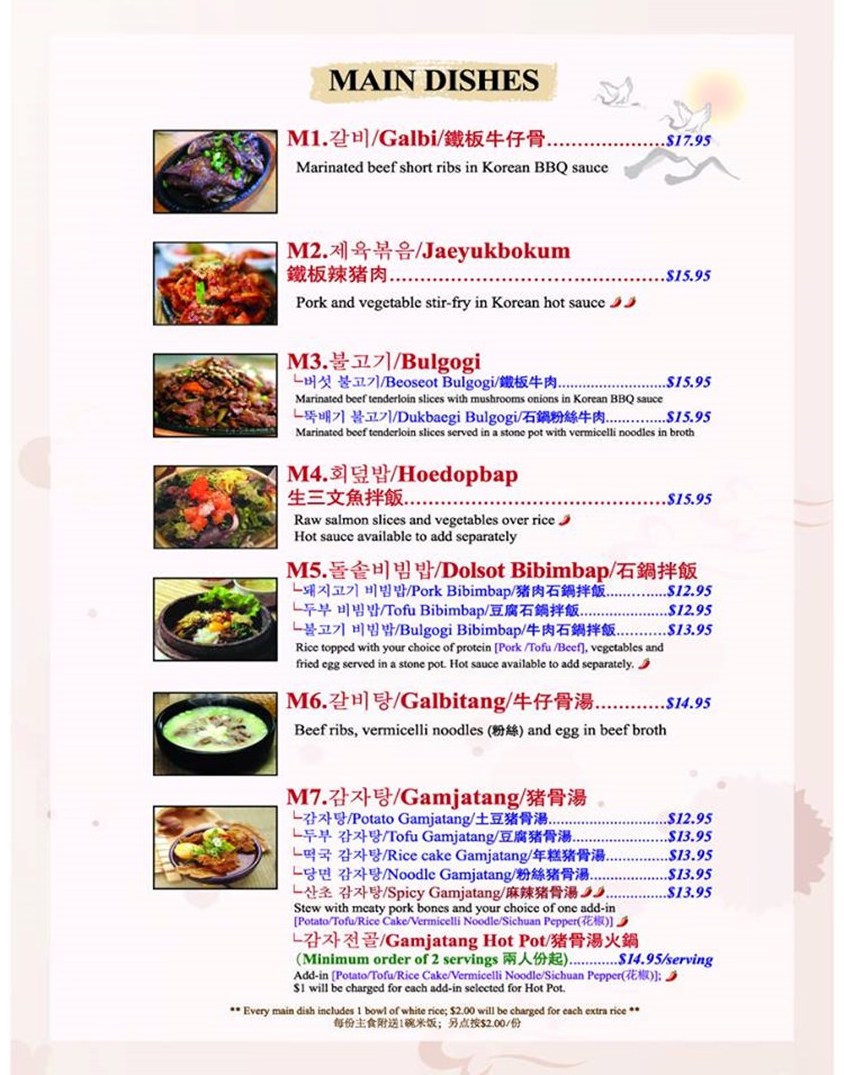 MAIN DISHES
M1.갈비/Galbi/鐵板牛仔骨......................$17.95
Marinated beef short ribs in Korean BBQ sauce
M2.제육볶음/Jaeyukbokum
鐵板辣猪肉..........................................$15.95
Pork and vegetable stir-fry in Korean hot sauce 🌶🌶
M3.불고기/Bulgogi
└버섯 불고기/Beoseot Bulgogi/鐵板牛肉..........................$15.95
Marinated beef tenderloin slices with mushrooms onions in Korean BBQ sauce
└뚝배기 불고기/Dukbaegi Bulgogi/石鍋粉絲牛肉...............$15.95
Marinated beef tenderloin slices served in a stone pot with vermicelli noodles in broth
M4.회덮밥/Hoedopbap
生三文魚拌飯........................................$15.95
Raw salmon slices and vegetables over rice 🌶
Hot sauce available to add separately
M5.돌솥비빔밥/Dolsot Bibimbap/石鍋拌飯
└돼지고기 비빔밥/Pork Bibimbap/猪肉石鍋拌飯...............$12.95
└두부 비빔밥/Tofu Bibimbap/豆腐石鍋拌飯.....................$12.95
└불고기 비빔밥/Bulgogi Bibimbap/牛肉石鍋拌飯............$13.95
Rice topped with your choice of protein [Pork /Tofu /Beef], vegetables and
fried egg served in a stone pot. Hot sauce available to add separately. 🌶
M6.갈비탕/Galbitang/牛仔骨湯............$14.95
Beef ribs, vermicelli noodles (粉絲) and egg in beef broth
M7.감자탕/Gamjatang/猪骨湯
└감자탕/Potato Gamjatang/土豆猪骨湯.............................$12.95
└두부 감자탕/Tofu Gamjatang/豆腐猪骨湯.......................$13.95
└떡국 감자탕/Rice cake Gamjatang/年糕猪骨湯...............$13.95
└당면 감자탕/Noodle Gamjatang/粉絲猪骨湯...................$13.95
└산초 감자탕/Spicy Gamjatang/麻辣猪骨湯🌶🌶...............$13.95
Stew with meaty pork bones and your choice of one add-in
[Potato/Tofu/Rice Cake/Vermicelli Noodle/Sichuan Pepper(花椒)] 🌶
└감자전골/Gamjatang Hot Pot/猪骨湯火鍋
(Minimum order of 2 servings 兩人份起)............$14.95/serving
Add-in [Potato/Tofu/Rice Cake/Vermicelli Noodle/Sichuan Pepper(花椒)]; 🌶
$1 will be charged for each add-in selected for Hot Pot.
** Every main dish includes 1 bowl of white rice; $2.00 will be charged for each extra rice **
每份主食附送1碗米饭；另点按$2.00/份